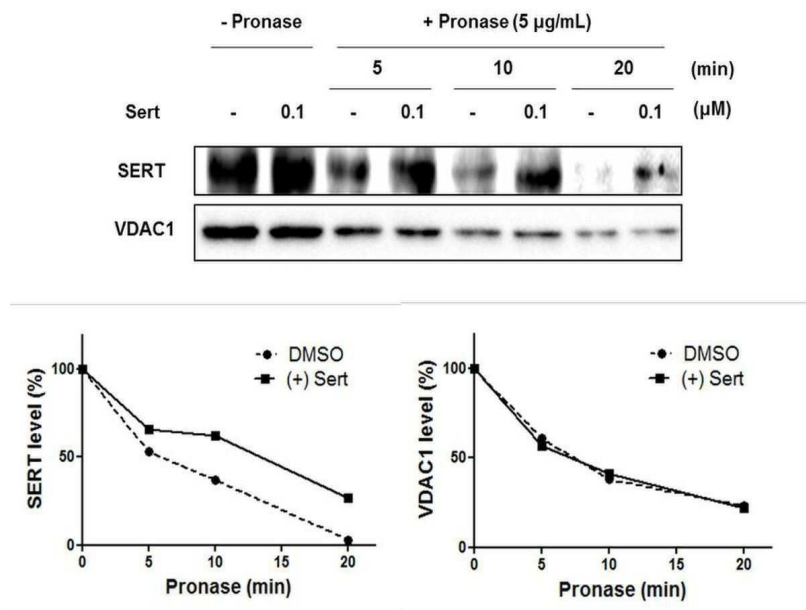 - Pronase + Pronase (5 µg/mL)
5 10 20 (min)
Sert - 0.1 - 0.1 - 0.1 - 0.1 (µM)
SERT
VDAC1
DMSO
(+) Sert
SERT level (%)
100
50
0
0 5 10 15 20
Pronase (min)
DMSO
(+) Sert
VDAC1 level (%)
100
50
0
0 5 10 15 20
Pronase (min)